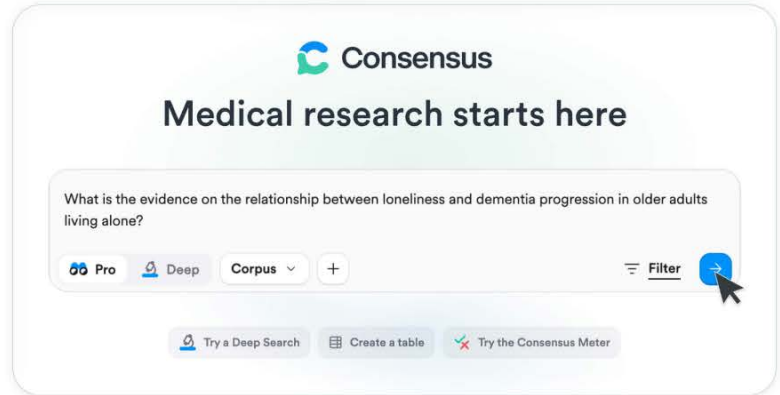 Consensus
Medical research starts here
What is the evidence on the relationship between loneliness and dementia progression in older adults
living alone?
Pro Deep Corpus + Filter
Try a Deep Search Create a table Try the Consensus Meter